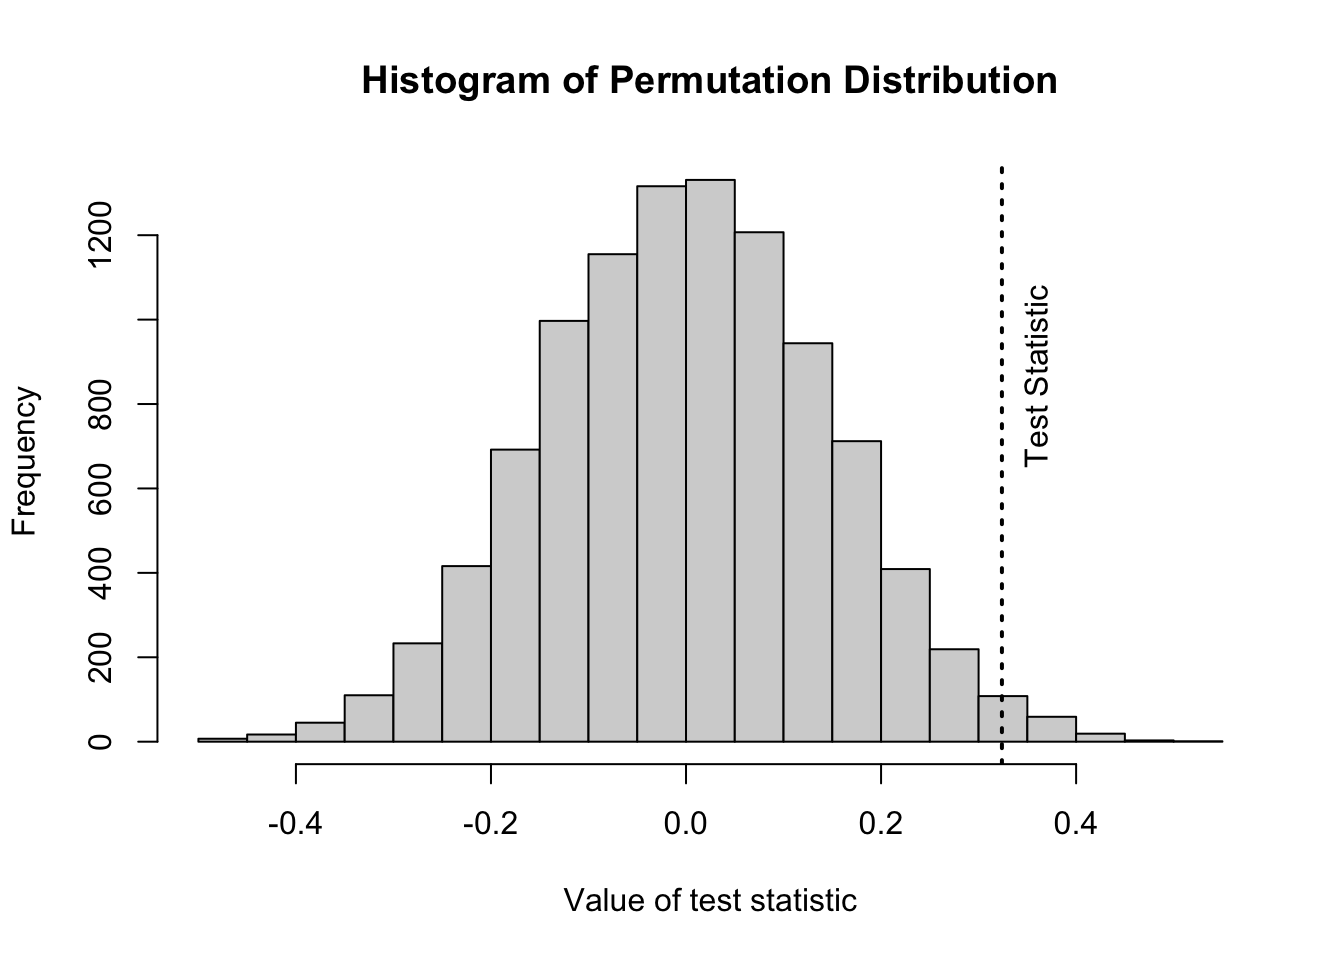 Histogram of Permutation Distribution
Frequency
1200
800
600
400
200
0
Test Statistic
-0.4
-0.2
0.0
0.2
0.4
Value of test statistic